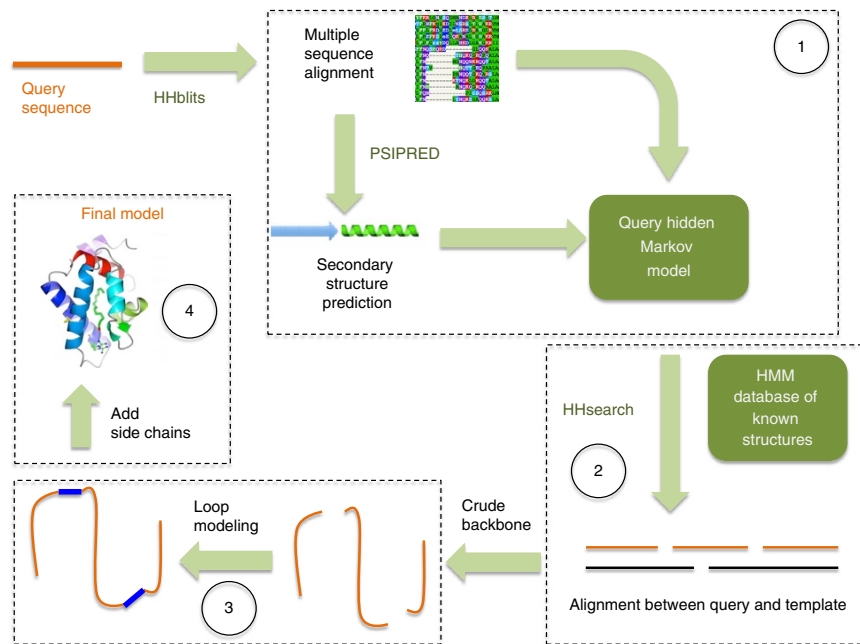 Multiple
sequence
alignment
1
Query
sequence
HHblits
PSIPRED
Query hidden
Markov
model
Secondary
structure
prediction
Final model
4
Add
side chains
HHsearch
HMM
database of
known
structures
2
Alignment between query and template
Crude
backbone
Loop
modeling
3